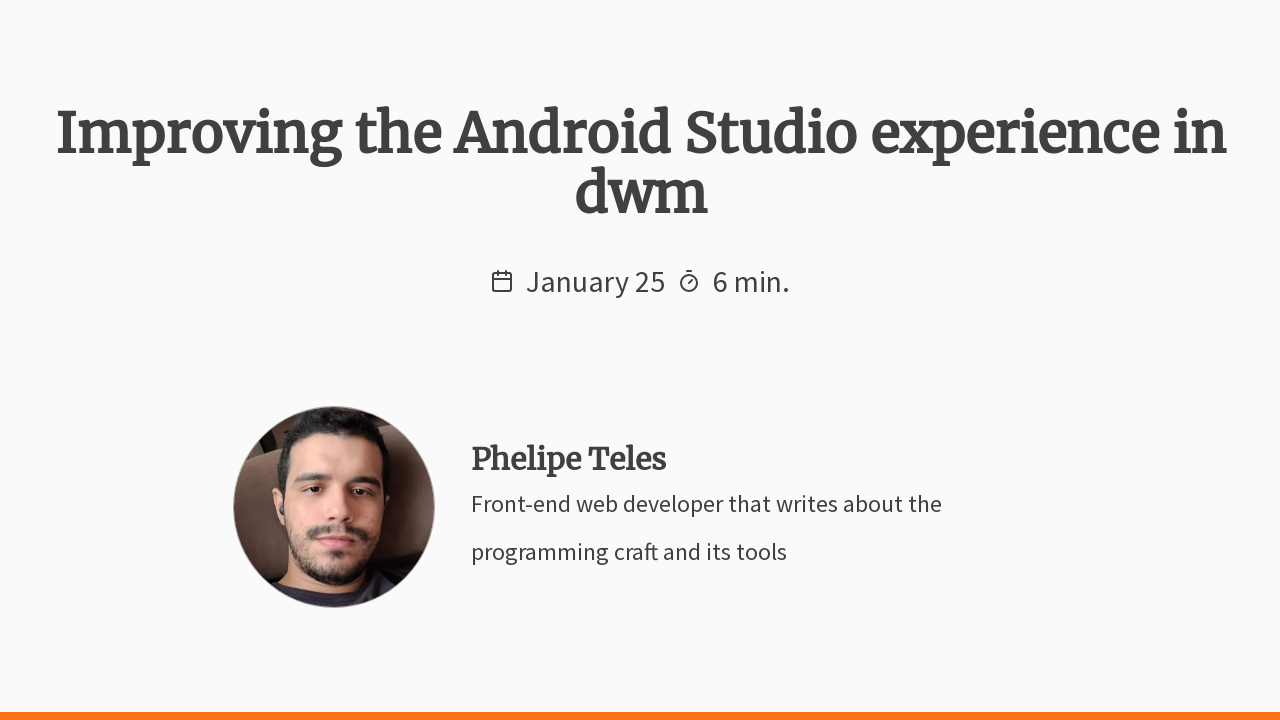 Improving the Android Studio experience in
dwm
January 25 6 min.
Phelipe Teles
Front-end web developer that writes about the
programming craft and its tools